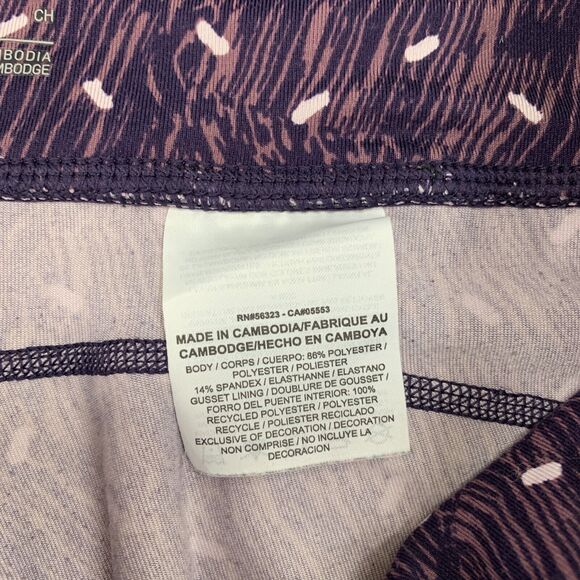 CH
BODIA
MBODGE
RN#56323 - CA#05553
MADE IN CAMBODIA/FABRIQUE AU
CAMBODGE/HECHO EN CAMBOYA
BODY / CORPS / CUERPO: 86% POLYESTER /
POLYESTER / POLIESTER
14% SPANDEX / ELASTHANNE / ELASTANO
GUSSET LINING / DOUBLURE DE GOUSSET /
FORRO DEL PUENTE INTERIOR: 100%
RECYCLED POLYESTER / POLYESTER
RECYCLE / POLIESTER RECICLADO
EXCLUSIVE OF DECORATION / DECORATION
NON COMPRISE / NO INCLUYE LA
DECORACION